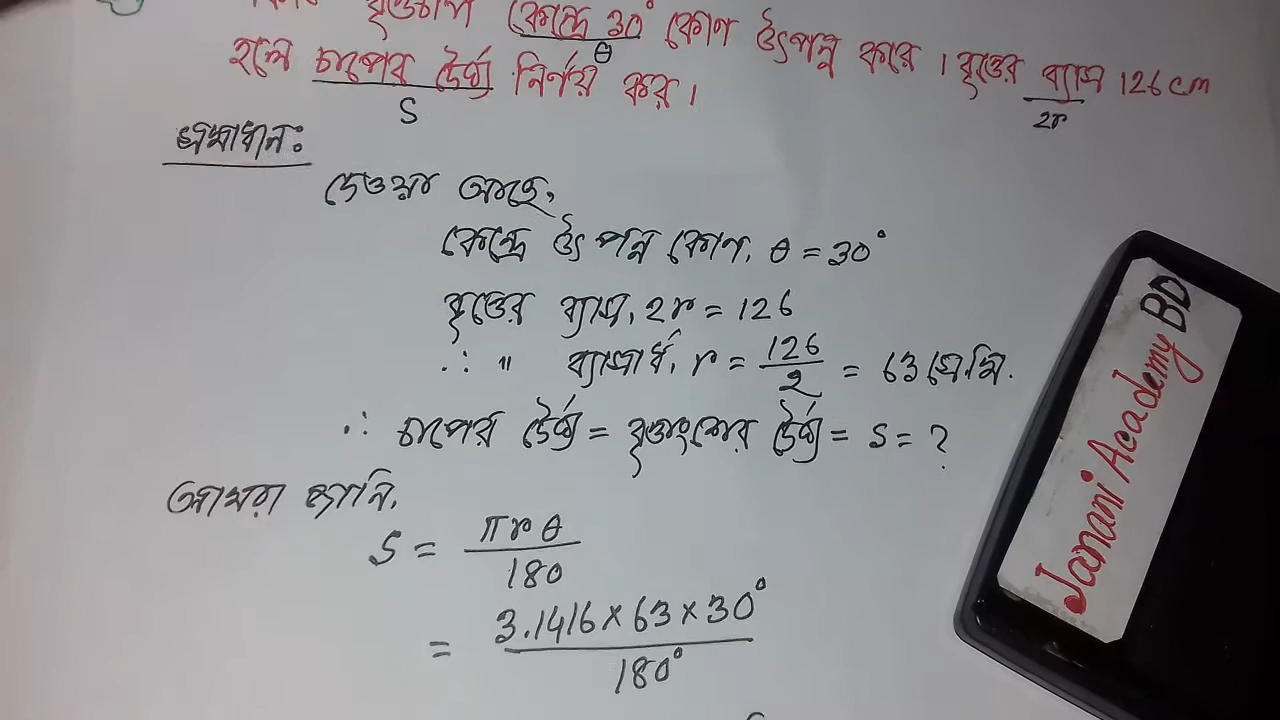 বৃত্তচাপ কেন্দ্রে 30° কোণ উৎপন্ন করে । বৃত্তের ব্যাস 126 cm
θ
2r
হলে চাপের দৈর্ঘ্য নির্ণয় কর ।
S
সমাধান:
দেওয়া আছে,
কেন্দ্রে উৎপন্ন কোণ, θ = 30°
বৃত্তের ব্যাস, 2r = 126
∴ " ব্যাসার্ধ, r = 126/2 = 63 সে.মি.
∴ চাপের দৈর্ঘ্য = বৃত্তাংশের দৈর্ঘ্য = S = ?
আমরা জানি,
S = πrθ/180
= 3.1416×63×30°/180°
Janani Academy BD